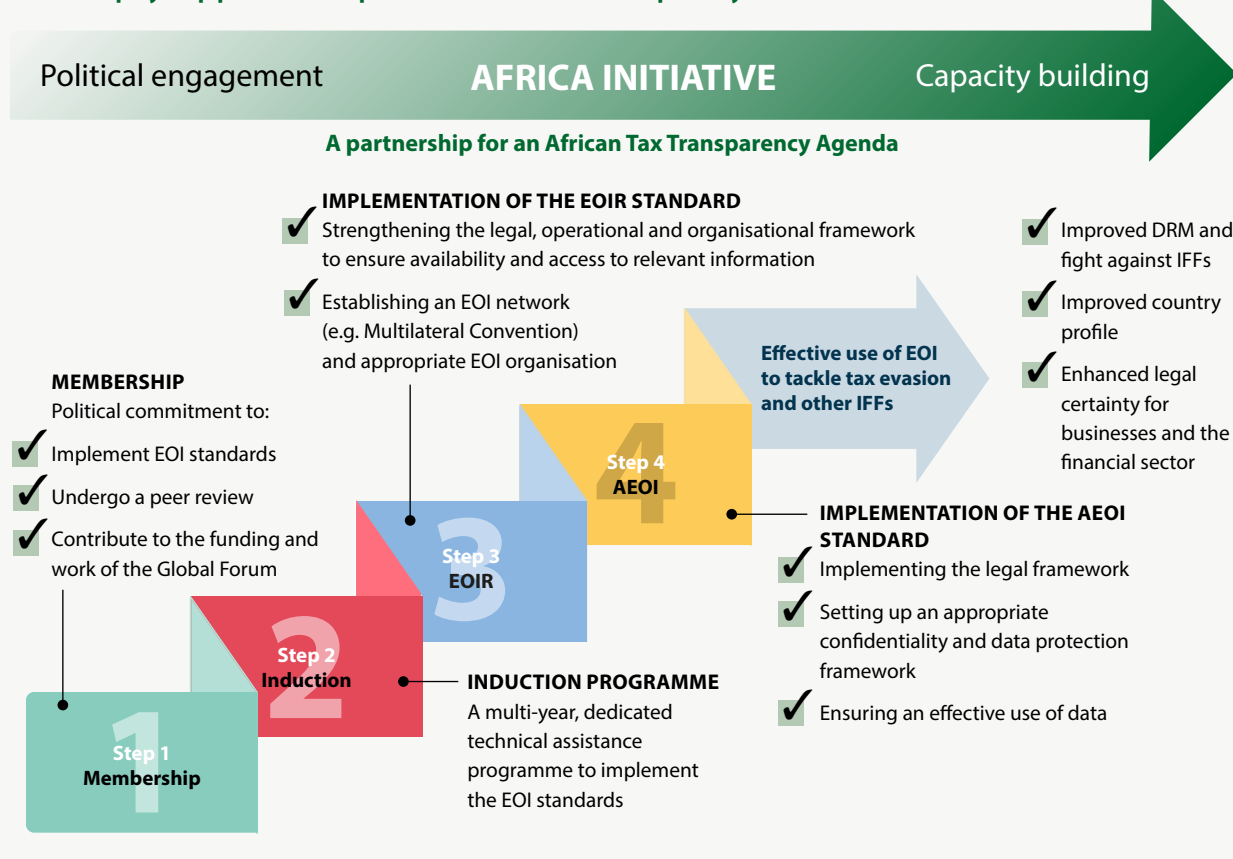 Political engagement
AFRICA INITIATIVE
Capacity building
A partnership for an African Tax Transparency Agenda
IMPLEMENTATION OF THE EOIR STANDARD
✓ Strengthening the legal, operational and organisational framework
to ensure availability and access to relevant information
✓ Establishing an EOI network
(e.g. Multilateral Convention)
and appropriate EOI organisation
✓ Improved DRM and
fight against IFFs
✓ Improved country
profile
✓ Enhanced legal
certainty for
businesses and the
financial sector
Effective use of EOI
to tackle tax evasion
and other IFFs
MEMBERSHIP
Political commitment to:
✓ Implement EOI standards
✓ Undergo a peer review
✓ Contribute to the funding and
work of the Global Forum
4
Step 4
AEOI
3
Step 3
EOIR
2
Step 2
Induction
1
Step 1
Membership
IMPLEMENTATION OF THE AEOI
STANDARD
✓ Implementing the legal framework
✓ Setting up an appropriate
confidentiality and data protection
framework
✓ Ensuring an effective use of data
INDUCTION PROGRAMME
A multi-year, dedicated
technical assistance
programme to implement
the EOI standards